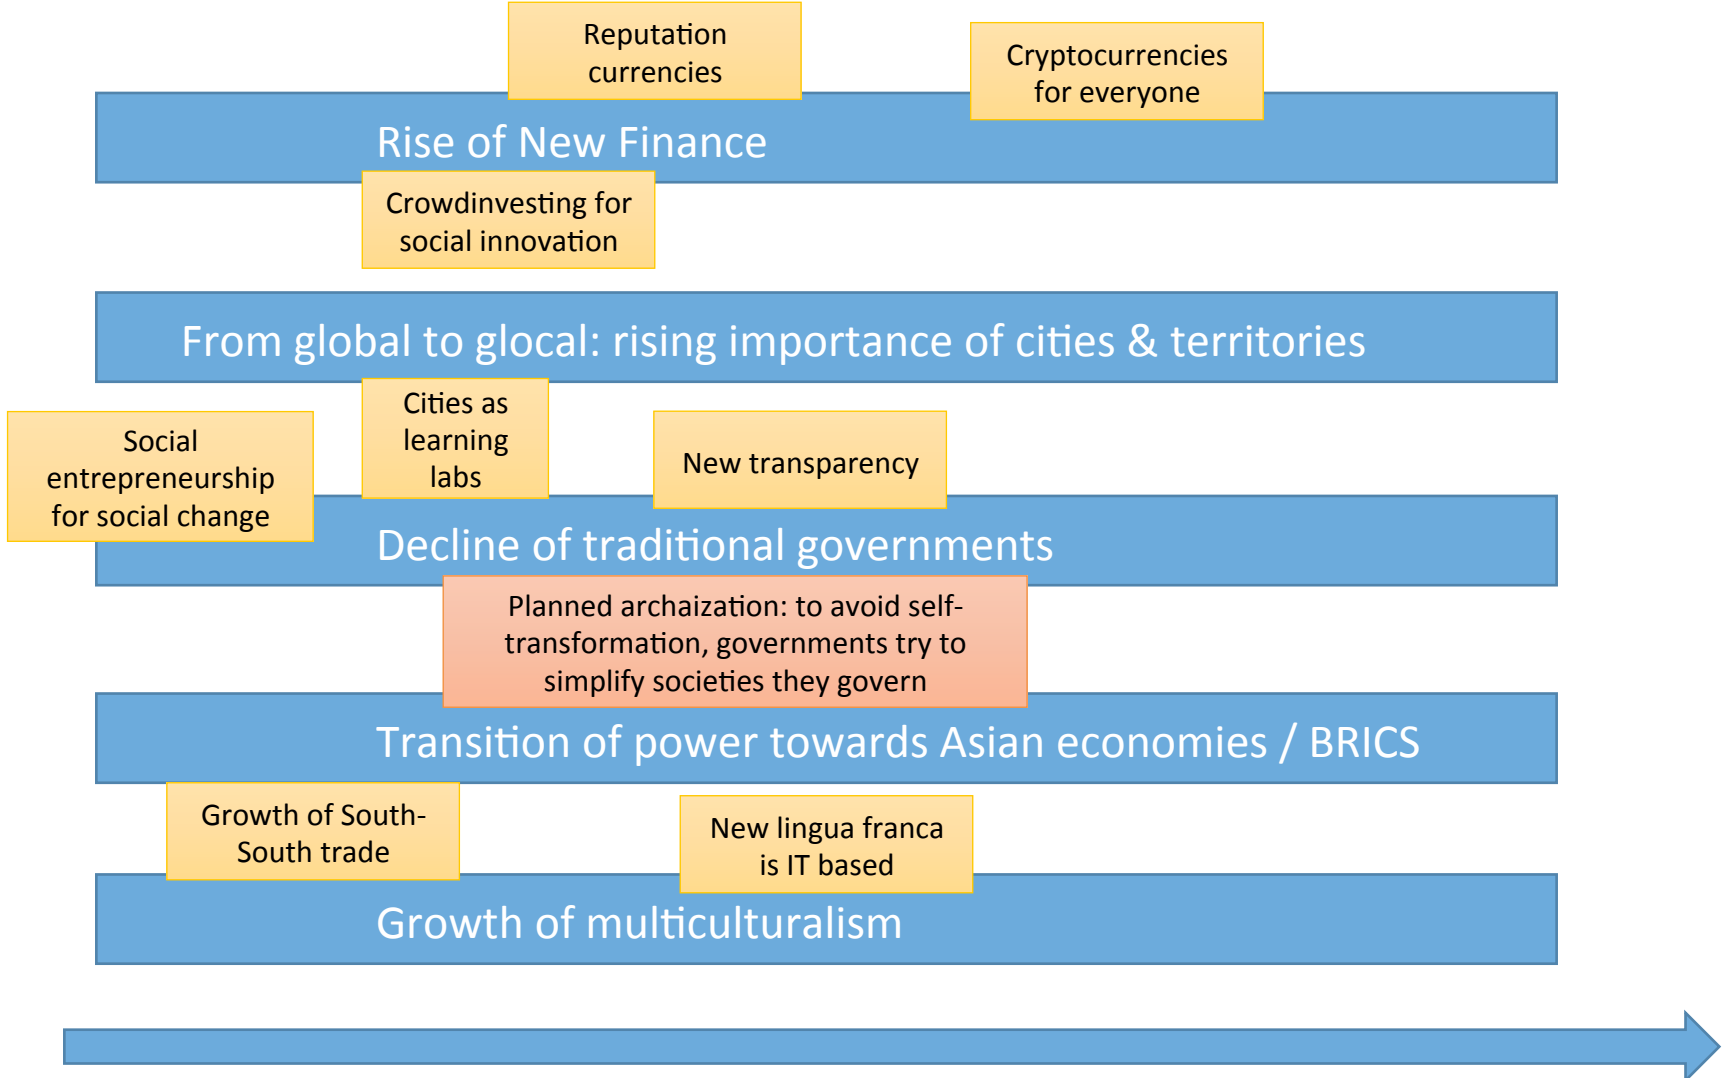 Reputation
currencies
Cryptocurrencies
for everyone
Rise of New Finance
Crowdinvesting for
social innovation
From global to glocal: rising importance of cities & territories
Social
entrepreneurship
for social change
Cities as
learning
labs
New transparency
Decline of traditional governments
Planned archaization: to avoid self-
transformation, governments try to
simplify societies they govern
Transition of power towards Asian economies / BRICS
Growth of South-
South trade
New lingua franca
is IT based
Growth of multiculturalism